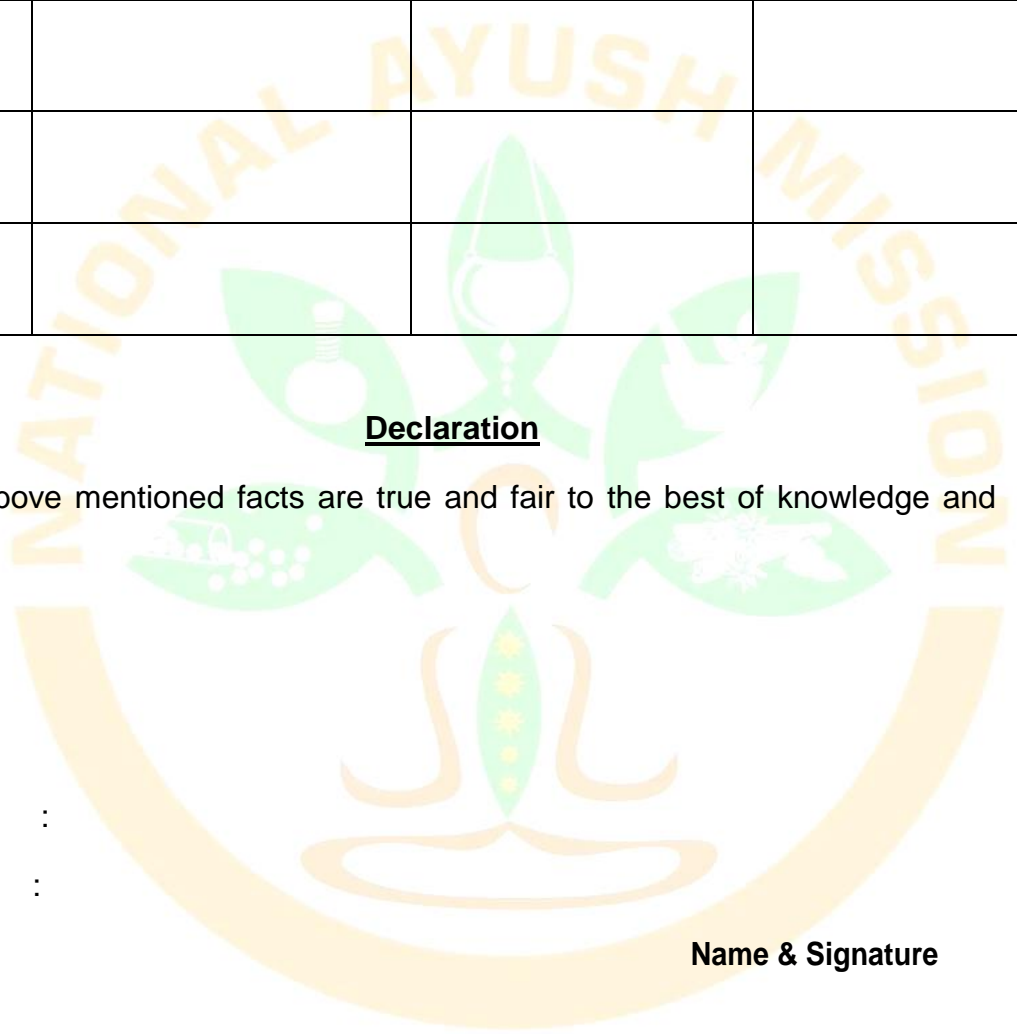 NATIONAL AYUSH MISSION
Declaration
bove mentioned facts are true and fair to the best of knowledge and
:
:
Name & Signature